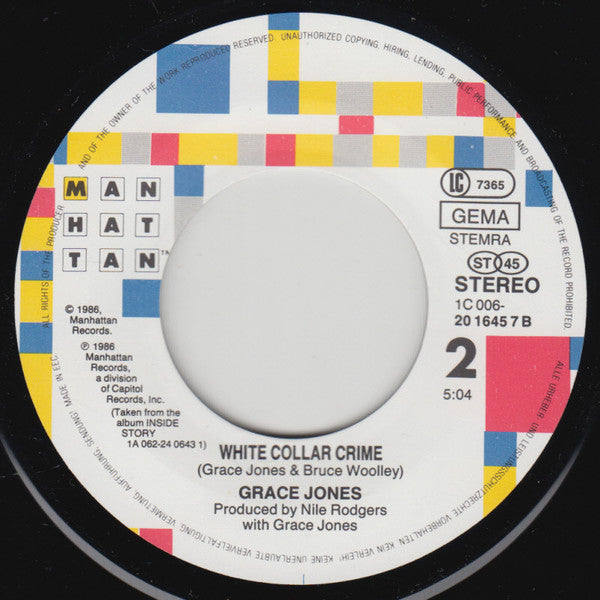 ALL RIGHTS OF THE PRODUCER AND OF THE OWNER OF THE WORK REPRODUCED RESERVED. UNAUTHORIZED COPYING, HIRING, LENDING, PUBLIC PERFORMANCE AND BROADCASTING OF THE RECORD PROHIBITED.
MAN
HAT
TAN™
© 1986,
Manhattan
Records.
℗ 1986
Manhattan
Records,
a division
of Capitol
Records, Inc.
(Taken from the
album INSIDE
STORY
1A 062-24 0643 1)
LC 7365
GEMA
STEMRA
ST 45
STEREO
1C 006-
20 1645 7 B
2
5:04
WHITE COLLAR CRIME
(Grace Jones & Bruce Woolley)
GRACE JONES
Produced by Nile Rodgers
with Grace Jones
ALLE URHEBER- UND LEISTUNGSSCHUTZRECHTE VORBEHALTEN. KEIN VERLEIH! KEINE UNERLAUBTE VERVIELFÄLTIGUNG, VERMIETUNG, AUFFÜHRUNG, SENDUNG! MADE IN EEC.